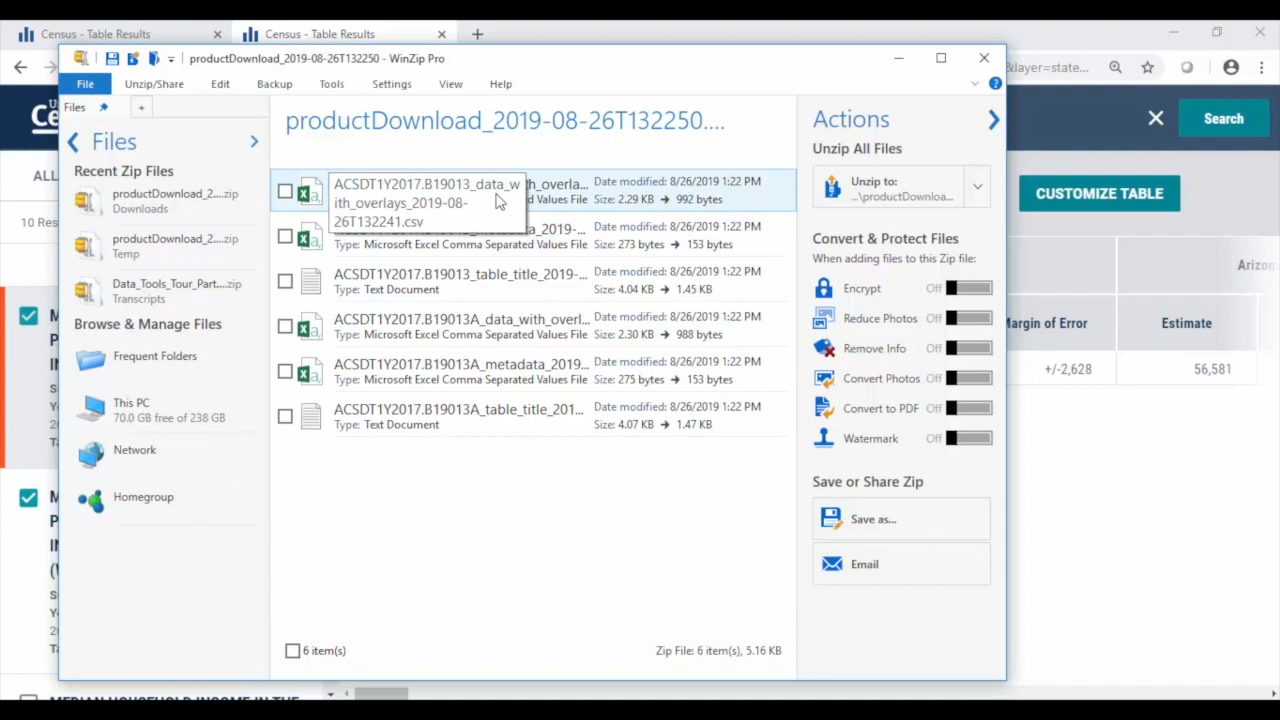 Census - Table Results
Census - Table Results
productDownload_2019-08-26T132250 - WinZip Pro
&layer=state...
File Unzip/Share Edit Backup Tools Settings View Help
Files
Files
Recent Zip Files
productDownload_2....zip
Downloads
productDownload_2....zip
Temp
Data_Tools_Tour_Part....zip
Transcripts
Browse & Manage Files
Frequent Folders
This PC
70.0 GB free of 238 GB
Network
Homegroup
productDownload_2019-08-26T132250....
ACSDT1Y2017.B19013_data_w
ith_overlays_2019-08-
26T132241.csv
th_overla... Date modified: 8/26/2019 1:22 PM
Values File Size: 2.29 KB → 992 bytes
Date modified: 8/26/2019 1:22 PM
Type: Microsoft Excel Comma Separated Values File Size: 273 bytes → 153 bytes
ACSDT1Y2017.B19013_table_title_2019-... Date modified: 8/26/2019 1:22 PM
Type: Text Document Size: 4.04 KB → 1.45 KB
ACSDT1Y2017.B19013A_data_with_overl... Date modified: 8/26/2019 1:22 PM
Type: Microsoft Excel Comma Separated Values File Size: 2.30 KB → 988 bytes
ACSDT1Y2017.B19013A_metadata_2019... Date modified: 8/26/2019 1:22 PM
Type: Microsoft Excel Comma Separated Values File Size: 275 bytes → 153 bytes
ACSDT1Y2017.B19013A_table_title_201... Date modified: 8/26/2019 1:22 PM
Type: Text Document Size: 4.07 KB → 1.47 KB
6 item(s) Zip File: 6 item(s), 5.16 KB
Actions
Unzip All Files
Unzip to:
...\productDownloa...
Convert & Protect Files
When adding files to this Zip file:
Encrypt Off
Reduce Photos Off
Remove Info Off
Convert Photos Off
Convert to PDF Off
Watermark Off
Save or Share Zip
Save as...
Email
Search
CUSTOMIZE TABLE
Arizon
Margin of Error Estimate
+/-2,628 56,581
ALL
10 Res
MEDIAN HOUSEHOLD INCOME IN THE